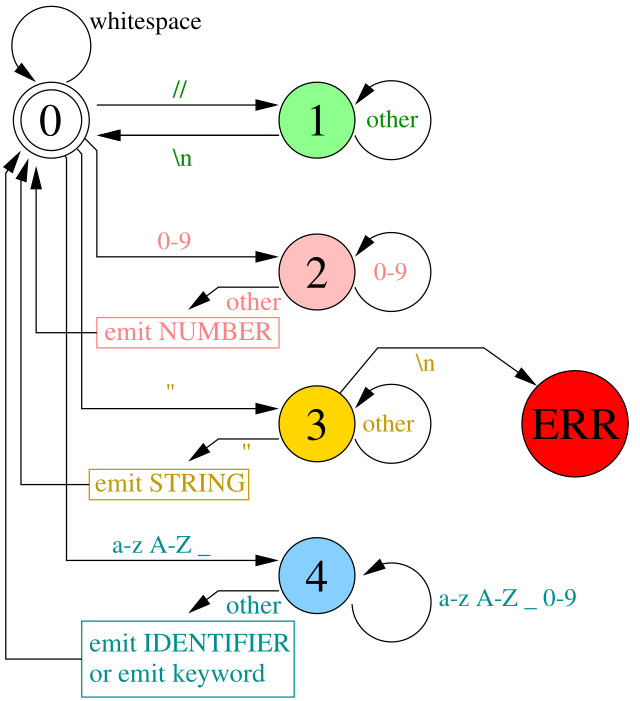 whitespace
0
//
1
other
\n
0-9
2
0-9
other
emit NUMBER
\n
"
3
other
ERR
"
emit STRING
a-z A-Z _
4
a-z A-Z _ 0-9
other
emit IDENTIFIER
or emit keyword